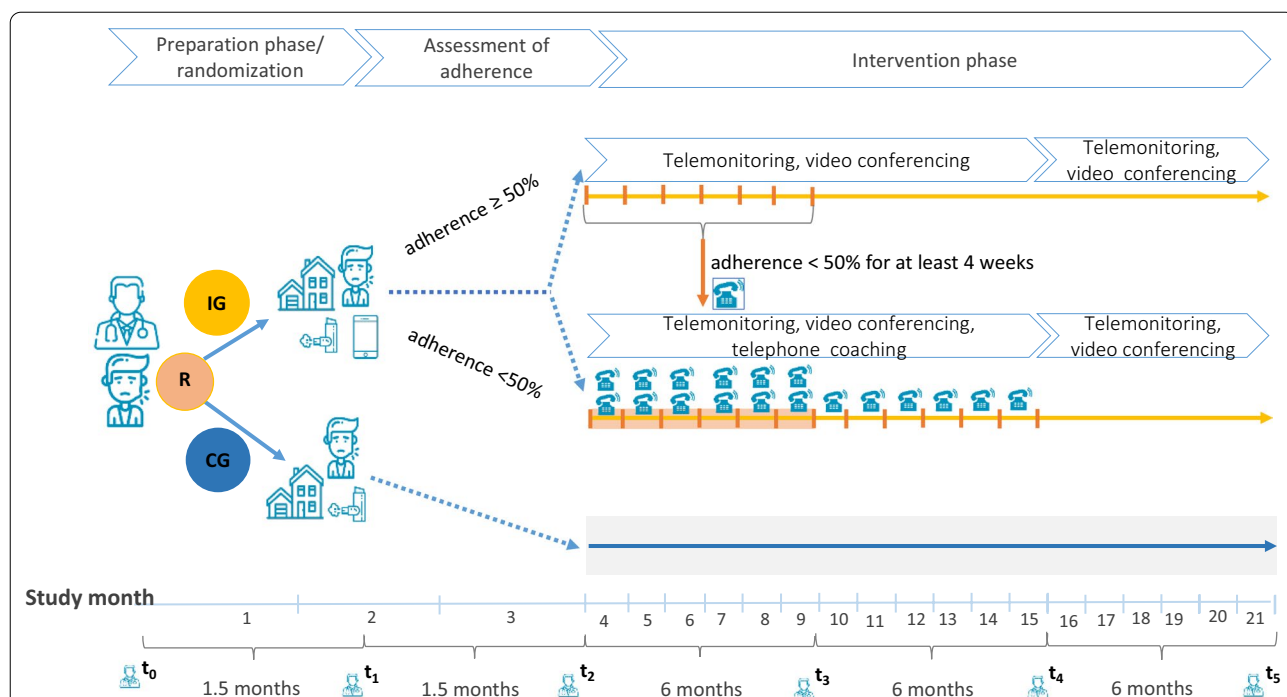 Preparation phase/
randomization
Assessment of
adherence
Intervention phase
Telemonitoring, video conferencing
Telemonitoring,
video conferencing
adherence ≥ 50%
adherence < 50% for at least 4 weeks
IG
R
adherence <50%
Telemonitoring, video conferencing,
telephone coaching
Telemonitoring,
video conferencing
CG
Study month
1 2 3 4 5 6 7 8 9 10 11 12 13 14 15 16 17 18 19 20 21
t0 t1 t2 t3 t4 t5
1.5 months 1.5 months 6 months 6 months 6 months